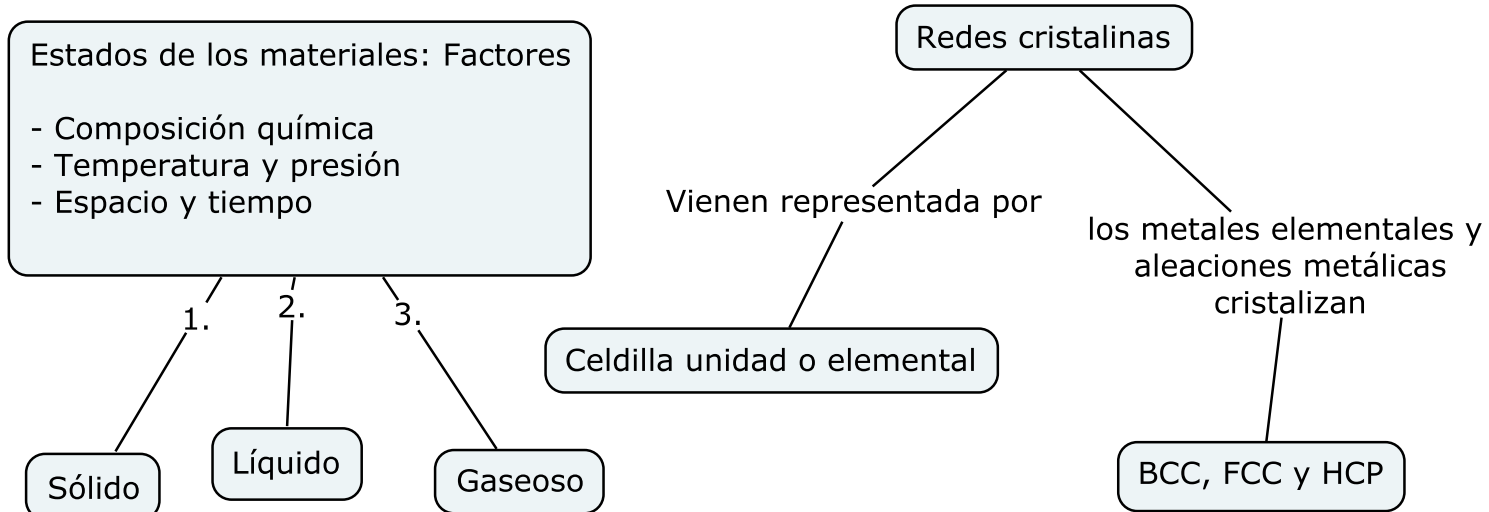 Estados de los materiales: Factores
- Composición química
- Temperatura y presión
- Espacio y tiempo
1.
2.
3.
Sólido
Líquido
Gaseoso
Redes cristalinas
Vienen representada por
Celdilla unidad o elemental
los metales elementales y
aleaciones metálicas
cristalizan
BCC, FCC y HCP